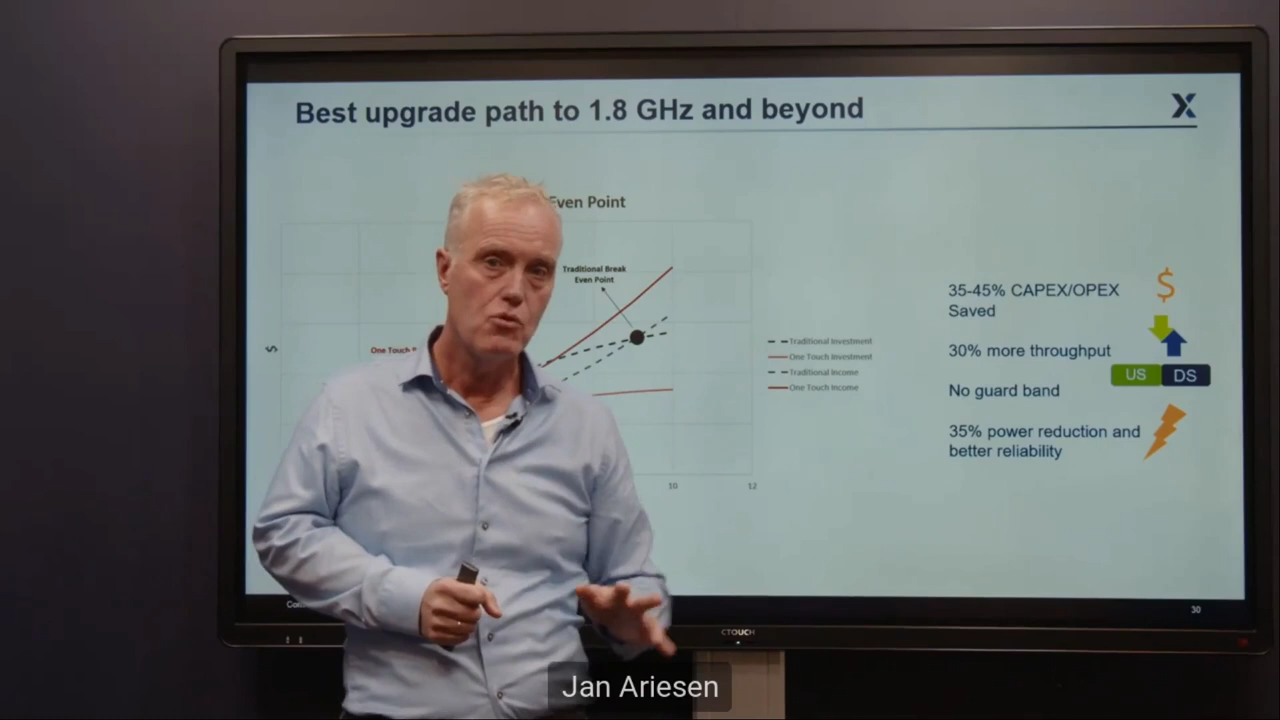 Best upgrade path to 1.8 GHz and beyond
X
Even Point
Traditional Break
Even Point
One Touch
$
Traditional Investment
One Touch Investment
Traditional Income
One Touch Income
10
12
35-45% CAPEX/OPEX
Saved
$
30% more throughput
US DS
No guard band
35% power reduction and
better reliability
30
CTOUCH
Jan Ariesen